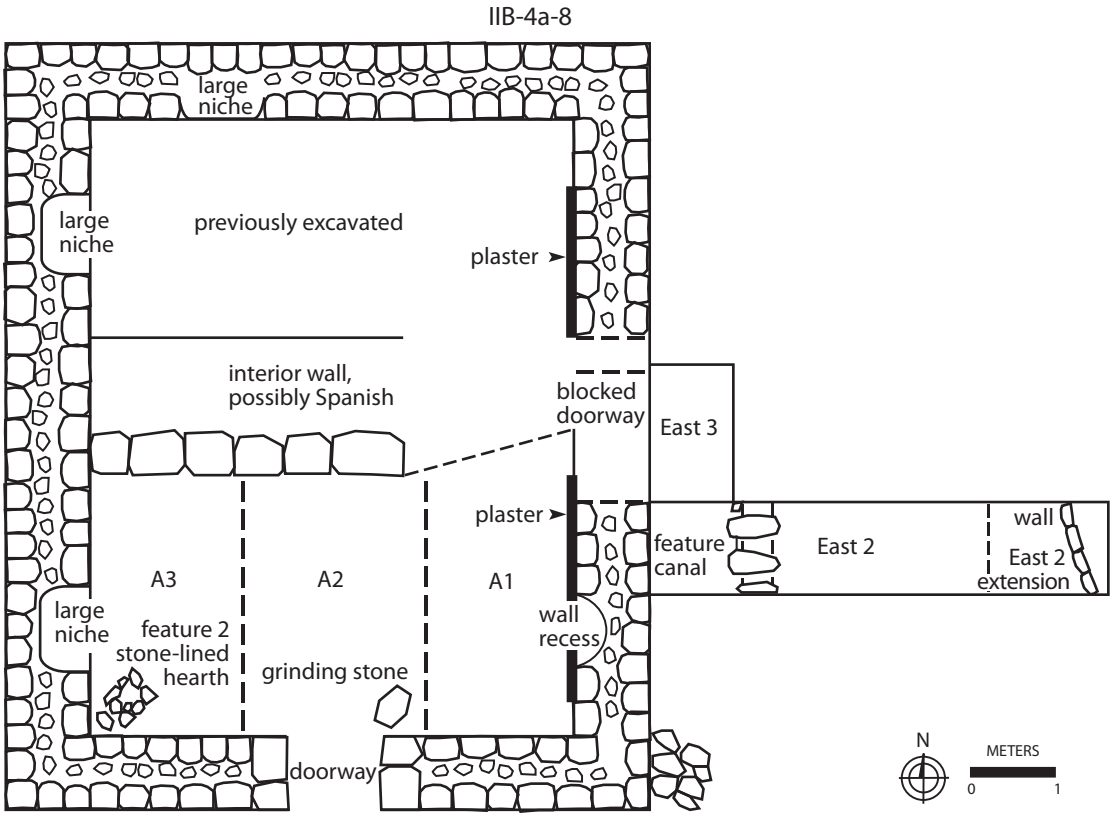 IIB-4a-8
large
niche
large
niche
previously excavated
plaster
interior wall,
possibly Spanish
blocked
doorway
East 3
plaster
feature
canal
East 2
wall
East 2
extension
A3
A2
A1
large
niche
feature 2
stone-lined
hearth
grinding stone
wall
recess
doorway
N
METERS
0 1